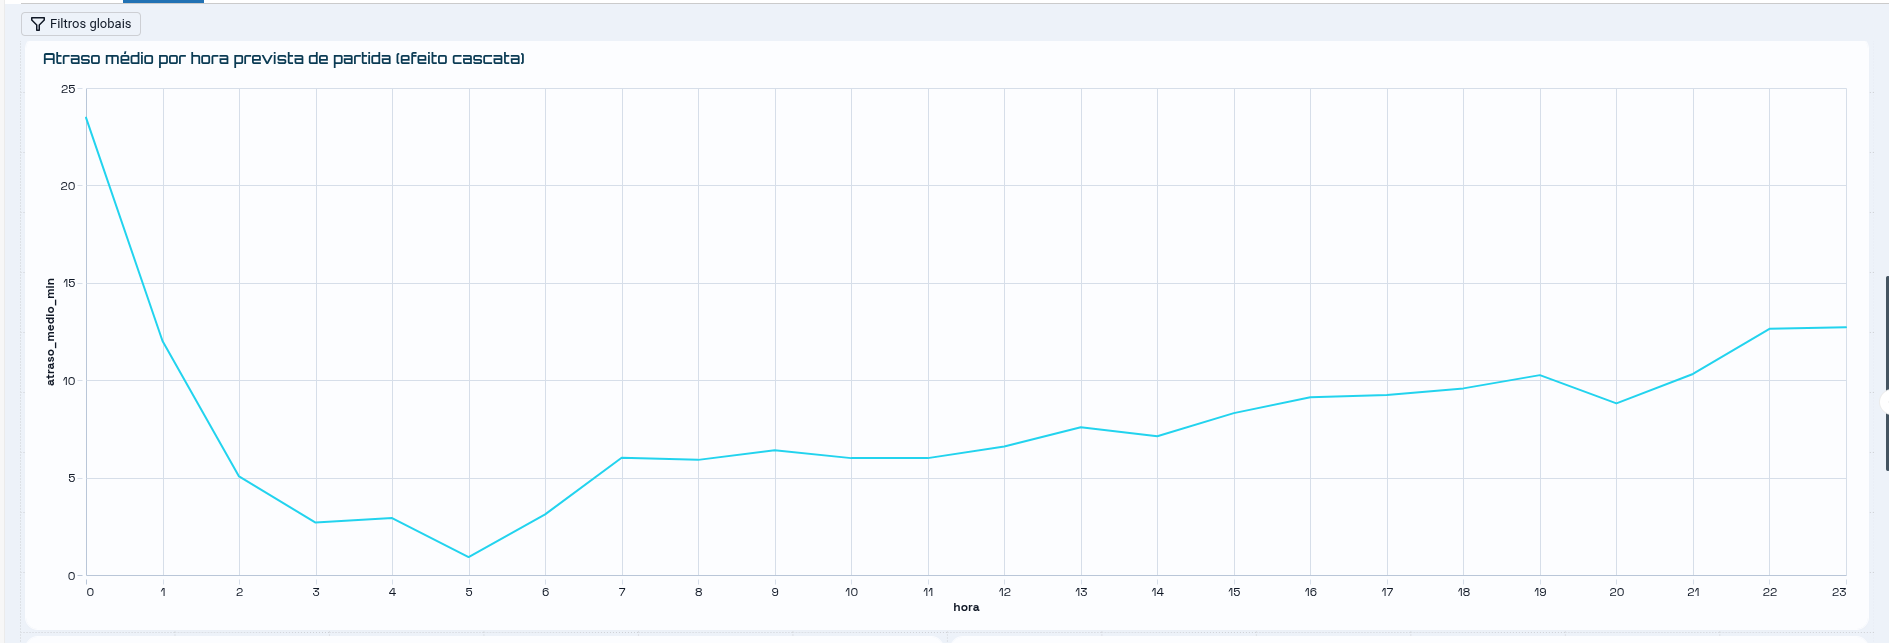 Filtros globais
Atraso médio por hora prevista de partida (efeito cascata)
25
20
15
10
5
0
atraso_medio_min
0 1 2 3 4 5 6 7 8 9 10 11 12 13 14 15 16 17 18 19 20 21 22 23
hora